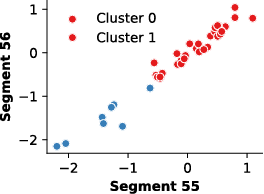 1
Cluster 0
Cluster 1
0
−1
−2
Segment 56
−2 −1 0 1
Segment 55